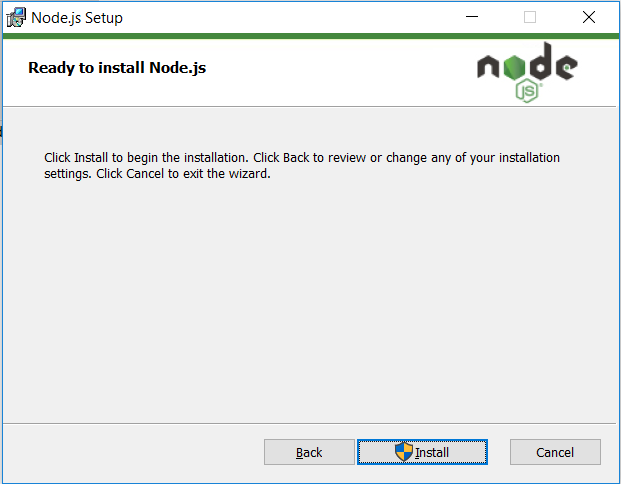 Node.js Setup
Ready to install Node.js
node
JS
Click Install to begin the installation. Click Back to review or change any of your installation
settings. Click Cancel to exit the wizard.
Back
Install
Cancel